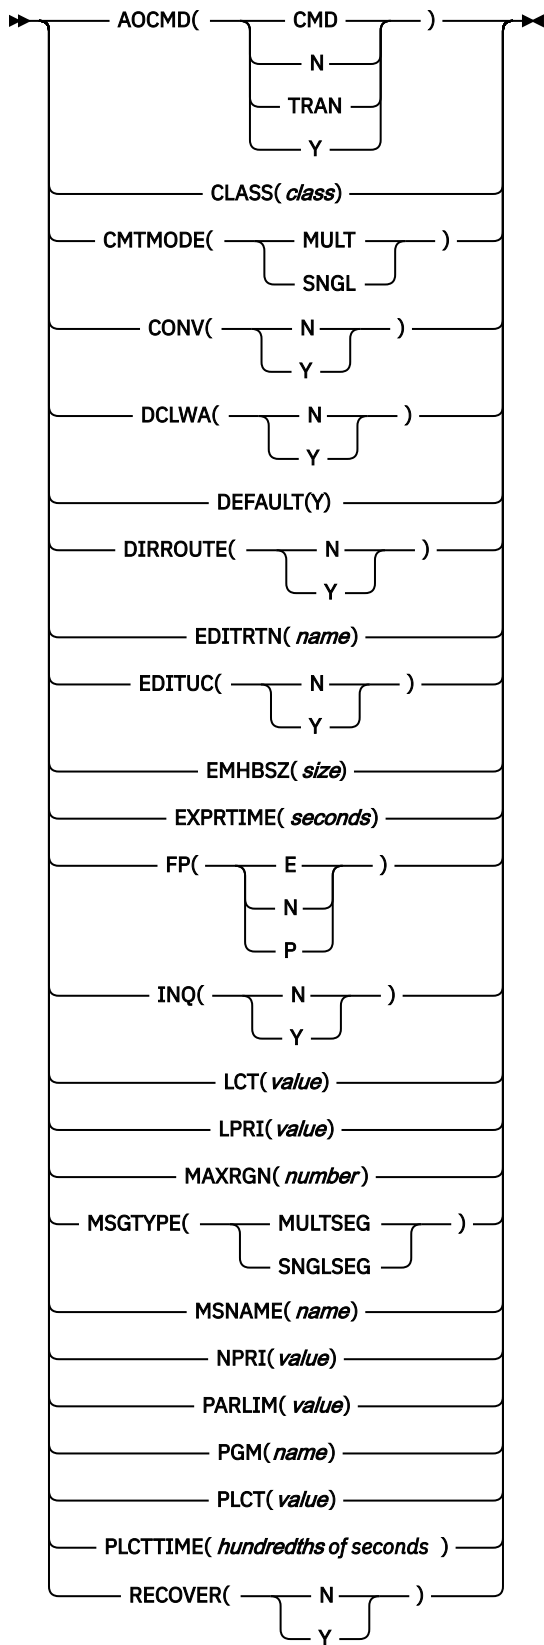 AOCMD( CMD )
N
TRAN
Y
CLASS( class)
CMTMODE( MULT )
SNGL
CONV( N )
Y
DCLWA( N )
Y
DEFAULT(Y)
DIRROUTE( N )
Y
EDITRTN( name)
EDITUC( N )
Y
EMHBSZ( size)
EXPRTIME( seconds)
FP( E )
N
P
INQ( N )
Y
LCT( value)
LPRI( value)
MAXRGN( number)
MSGTYPE( MULTSEG )
SNGLSEG
MSNAME( name)
NPRI( value)
PARLIM( value)
PGM( name)
PLCT( value)
PLCTTIME( hundredths of seconds )
RECOVER( N )
Y